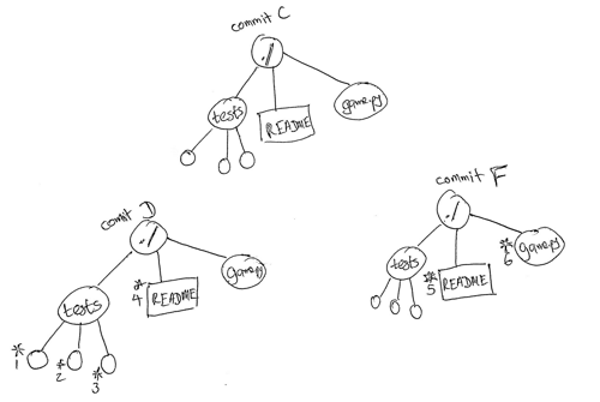 commit C
./
tests
README
game.py
comit D
./
tests
*4
README
game.py
*1
*2
*3
commit F
./
tests
*5
README
*6
game.py